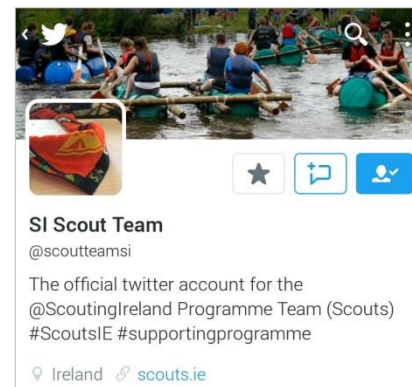 SI Scout Team
@scoutteamsi
The official twitter account for the
@ScoutingIreland Programme Team (Scouts)
#ScoutsIE #supportingprogramme
Ireland scouts.ie